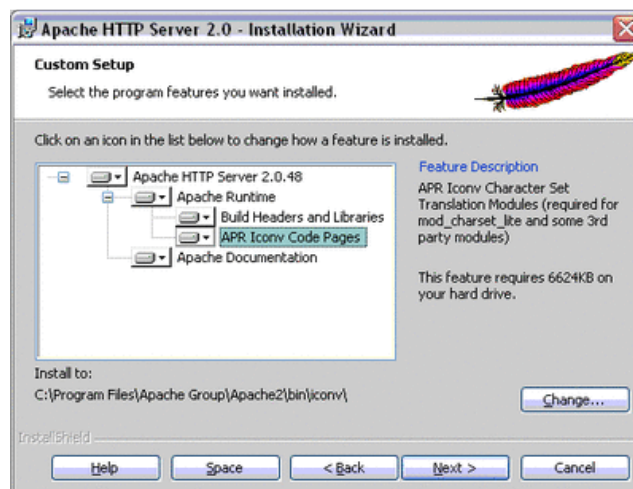 Apache HTTP Server 2.0 - Installation Wizard
Custom Setup
Select the program features you want installed.
Click on an icon in the list below to change how a feature is installed.
Apache HTTP Server 2.0.48
Apache Runtime
Build Headers and Libraries
APR Iconv Code Pages
Apache Documentation
Feature Description
APR Iconv Character Set
Translation Modules (required for
mod_charset_lite and some 3rd
party modules)
This feature requires 6624KB on
your hard drive.
Install to:
C:\Program Files\Apache Group\Apache2\bin\iconv\
Change...
InstallShield
Help Space < Back Next > Cancel